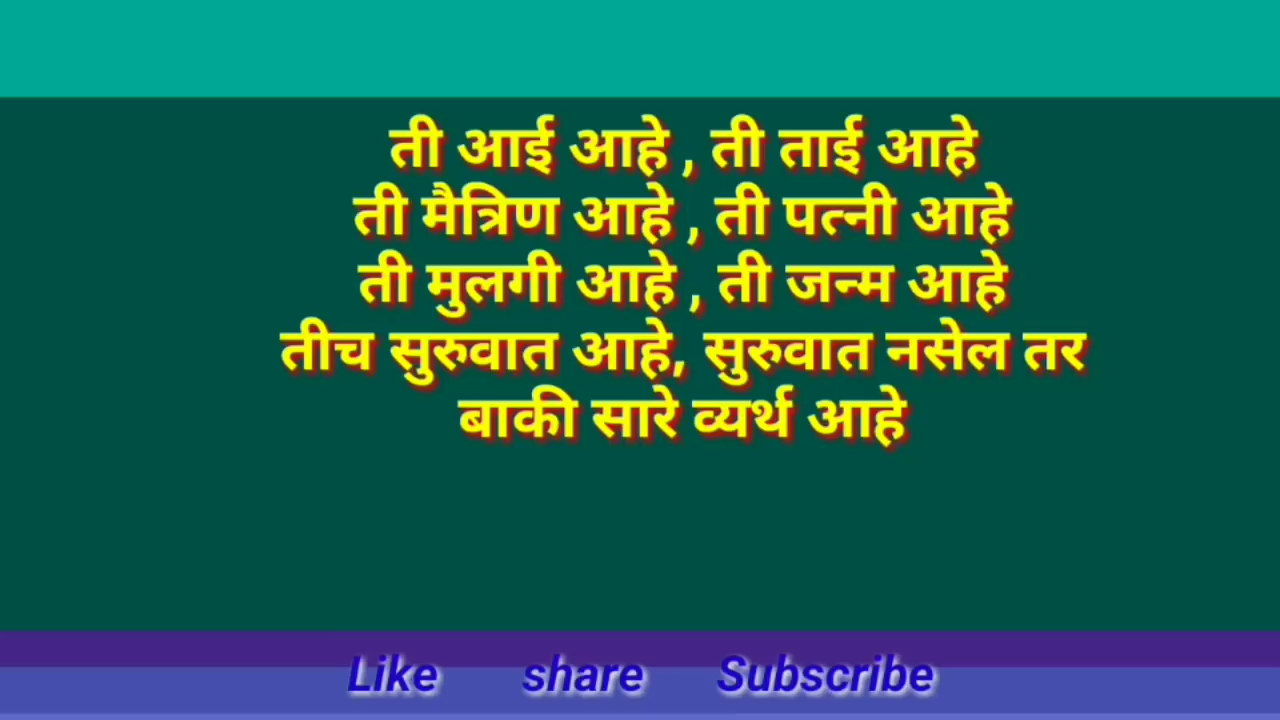 ती आई आहे , ती ताई आहे
ती मैत्रिण आहे , ती पत्नी आहे
ती मुलगी आहे , ती जन्म आहे
तीच सुरुवात आहे, सुरुवात नसेल तर
बाकी सारे व्यर्थ आहे
Like share Subscribe